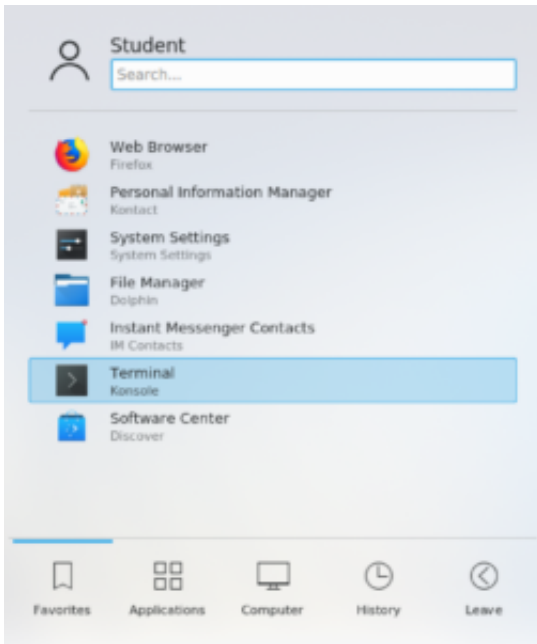 Student
Search...
Web Browser
Firefox
Personal Information Manager
Kontact
System Settings
System Settings
File Manager
Dolphin
Instant Messenger Contacts
IM Contacts
Terminal
Konsole
Software Center
Discover
Favorites Applications Computer History Leave